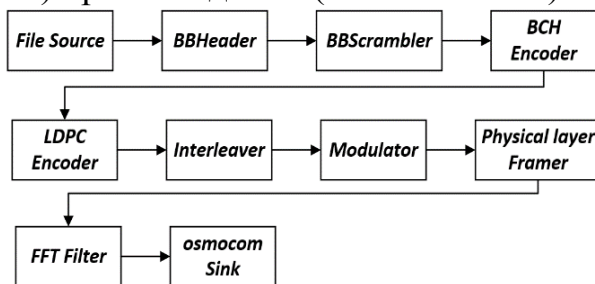 File Source
BBHeader
BBScrambler
BCH
Encoder
LDPC
Encoder
Interleaver
Modulator
Physical layer
Framer
FFT Filter
osmocom
Sink